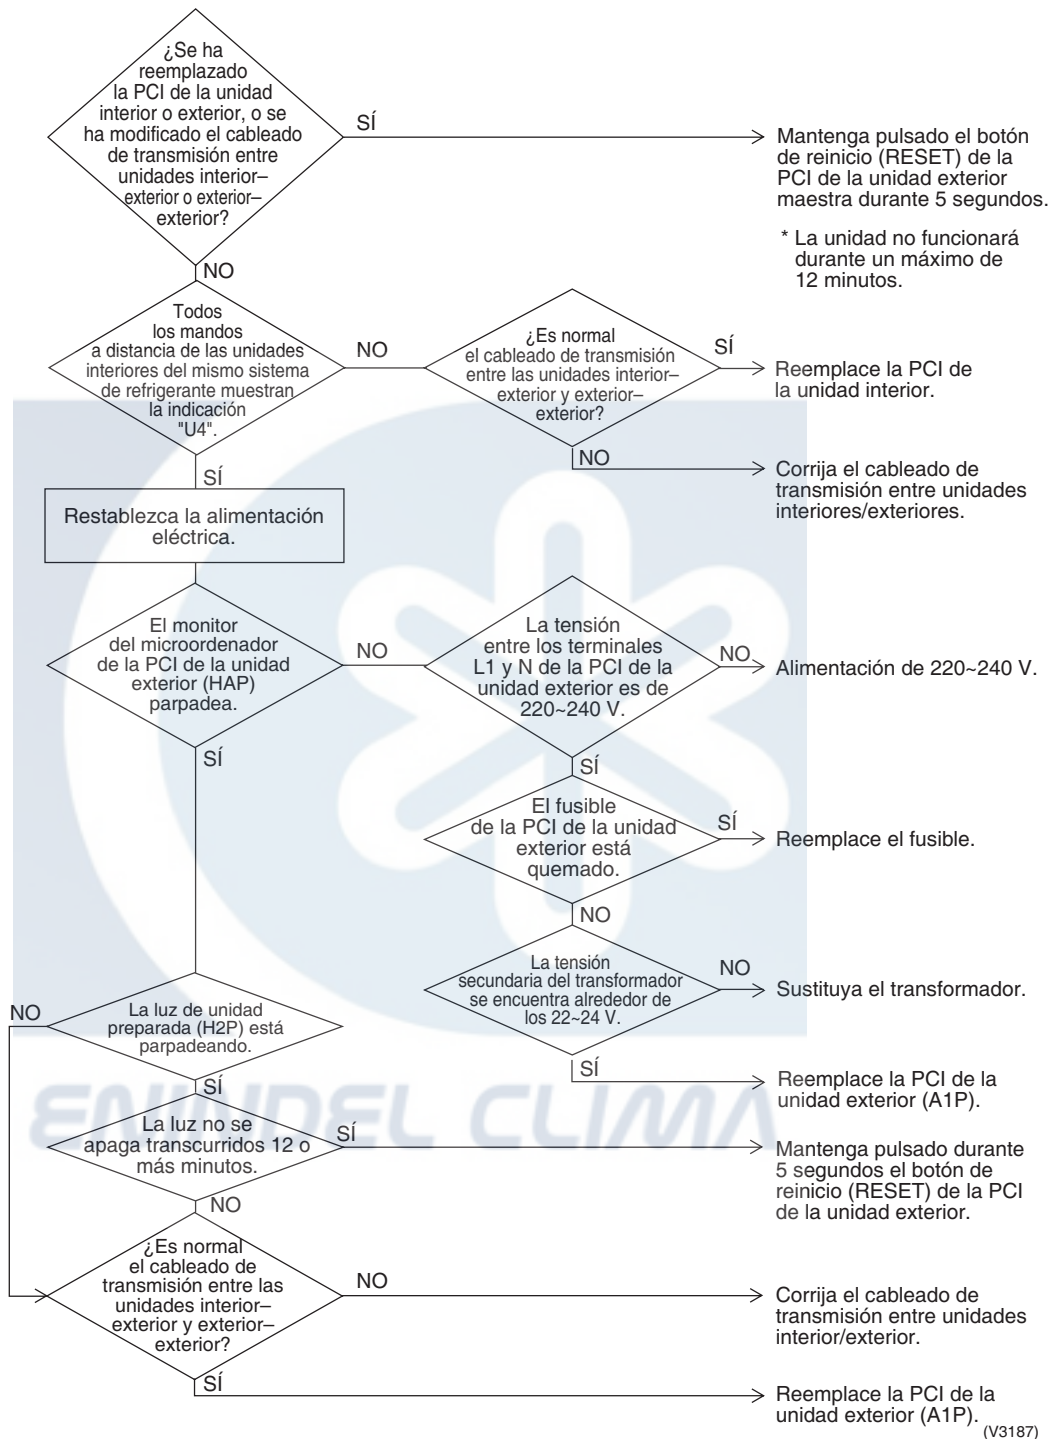 ¿Se ha
reemplazado
la PCI de la unidad
interior o exterior, o se
ha modificado el cableado
de transmisión entre
unidades interior–
exterior o exterior–
exterior?
SÍ
Mantenga pulsado el botón
de reinicio (RESET) de la
PCI de la unidad exterior
maestra durante 5 segundos.
* La unidad no funcionará
durante un máximo de
12 minutos.
NO
Todos
los mandos
a distancia de las unidades
interiores del mismo sistema
de refrigerante muestran
la indicación
"U4".
NO
¿Es normal
el cableado de transmisión
entre las unidades interior–
exterior y exterior–
exterior?
SÍ
Reemplace la PCI de
la unidad interior.
NO
Corrija el cableado de
transmisión entre unidades
interiores/exteriores.
SÍ
Restablezca la alimentación
eléctrica.
El monitor
del microordenador
de la PCI de la unidad
exterior (HAP)
parpadea.
NO
La tensión
entre los terminales
L1 y N de la PCI de la
unidad exterior es de
220~240 V.
NO
Alimentación de 220~240 V.
SÍ
SÍ
El fusible
de la PCI de la unidad
exterior está
quemado.
SÍ
Reemplace el fusible.
NO
La tensión
secundaria del transformador
se encuentra alrededor de
los 22~24 V.
NO
Sustituya el transformador.
SÍ
Reemplace la PCI de la
unidad exterior (A1P).
NO
La luz de unidad
preparada (H2P) está
parpadeando.
SÍ
ENINDEL CLIMA
La luz no se
apaga transcurridos 12 o
más minutos.
SÍ
Mantenga pulsado durante
5 segundos el botón de
reinicio (RESET) de la PCI
de la unidad exterior.
NO
¿Es normal
el cableado de
transmisión entre las
unidades interior–
exterior y exterior–
exterior?
NO
Corrija el cableado de
transmisión entre unidades
interior/exterior.
SÍ
Reemplace la PCI de la
unidad exterior (A1P).
(V3187)